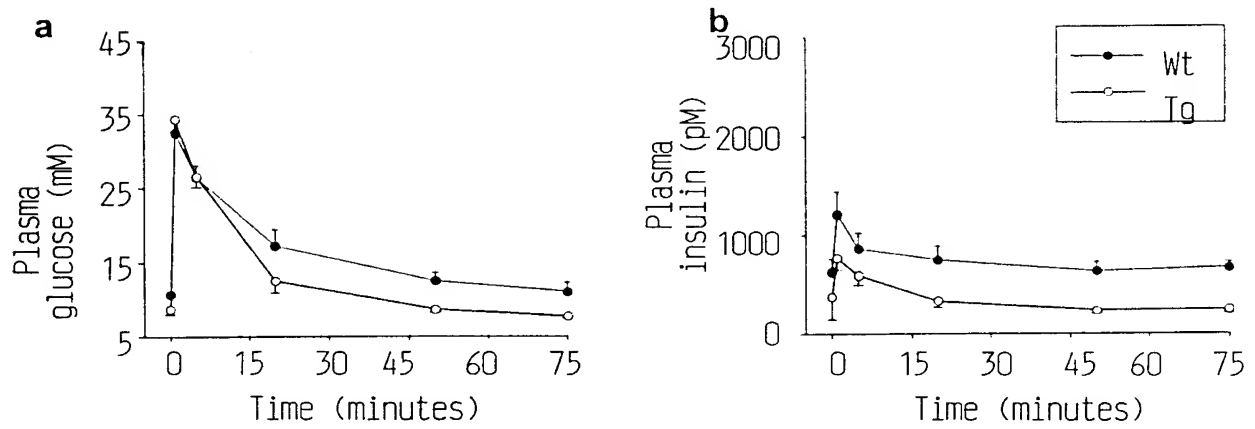 a
Plasma
glucose (mM)
45
35
25
15
5
0 15 30 45 60 75
Time (minutes)
b
Plasma
insulin (pM)
3000
2000
1000
0
0 15 30 45 60 75
Time (minutes)
Wt
Tg